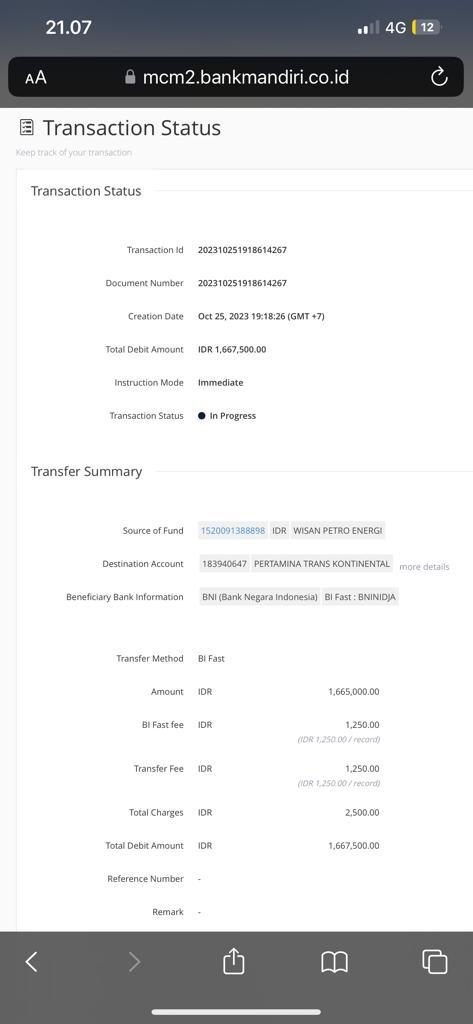 21.07 4G 12
AA mcm2.bankmandiri.co.id
Transaction Status
Keep track of your transaction
Transaction Status
Transaction Id 202310251918614267
Document Number 202310251918614267
Creation Date Oct 25, 2023 19:18:26 (GMT +7)
Total Debit Amount IDR 1,667,500.00
Instruction Mode Immediate
Transaction Status In Progress
Transfer Summary
Source of Fund 1520091388898 IDR WISAN PETRO ENERGI
Destination Account 183940647 PERTAMINA TRANS KONTINENTAL more details
Beneficiary Bank Information BNI (Bank Negara Indonesia) BI Fast : BNINIDJA
Transfer Method BI Fast
Amount IDR 1,665,000.00
BI Fast fee IDR 1,250.00
(IDR 1,250.00 / record)
Transfer Fee IDR 1,250.00
(IDR 1,250.00 / record)
Total Charges IDR 2,500.00
Total Debit Amount IDR 1,667,500.00
Reference Number -
Remark -